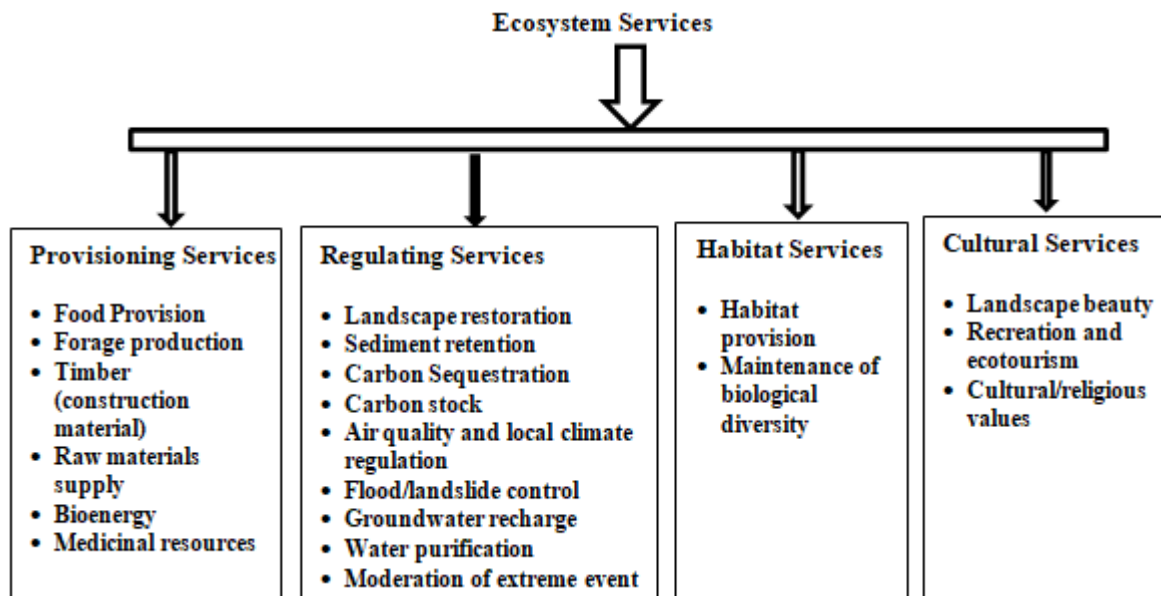 Ecosystem Services
Provisioning Services
• Food Provision
• Forage production
• Timber
(construction
material)
• Raw materials
supply
• Bioenergy
• Medicinal resources
Regulating Services
• Landscape restoration
• Sediment retention
• Carbon Sequestration
• Carbon stock
• Air quality and local climate
regulation
• Flood/landslide control
• Groundwater recharge
• Water purification
• Moderation of extreme event
Habitat Services
• Habitat
provision
• Maintenance of
biological
diversity
Cultural Services
• Landscape beauty
• Recreation and
ecotourism
• Cultural/religious
values